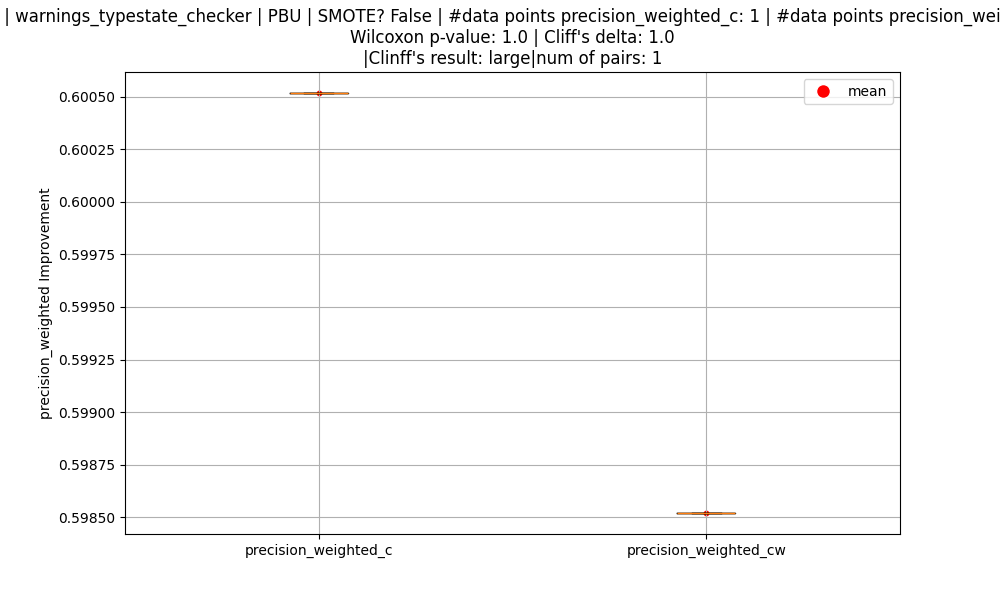 | warnings_typestate_checker | PBU | SMOTE? False | #data points precision_weighted_c: 1 | #data points precision_wei
Wilcoxon p-value: 1.0 | Cliff's delta: 1.0
|Clinff's result: large|num of pairs: 1
mean
0.60050
0.60025
0.60000
0.59975
0.59950
0.59925
0.59900
0.59875
0.59850
precision_weighted Improvement
precision_weighted_c
precision_weighted_cw